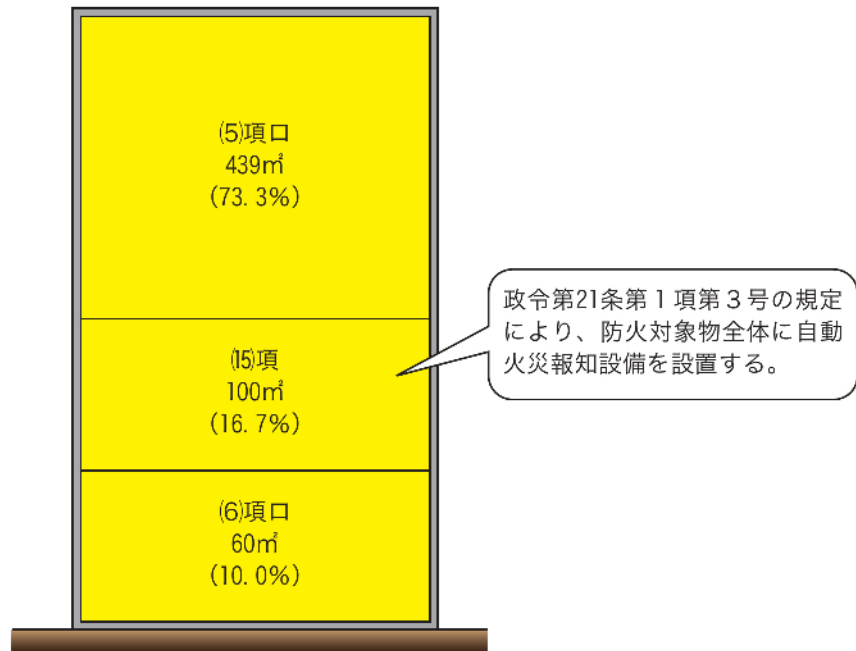 ⑸項ロ
439㎡
(73.3%)
⒂項
100㎡
(16.7%)
⑹項ロ
60㎡
(10.0%)
政令第21条第1項第3号の規定
により、防火対象物全体に自動
火災報知設備を設置する。